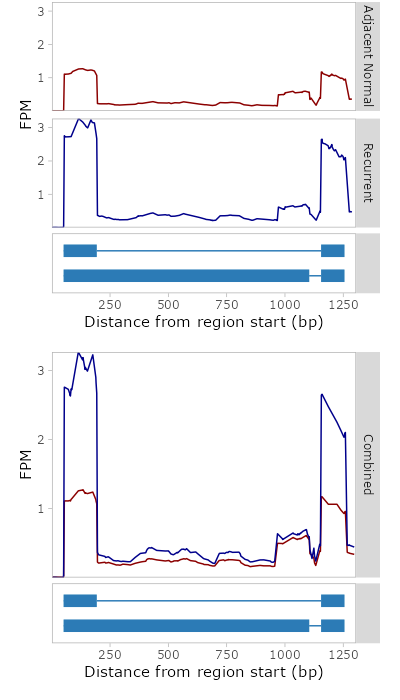 3
2
1
Adjacent Normal
FPM
3
2
1
Recurrent
250 500 750 1000 1250
Distance from region start (bp)
3
2
1
FPM
Combined
250 500 750 1000 1250
Distance from region start (bp)